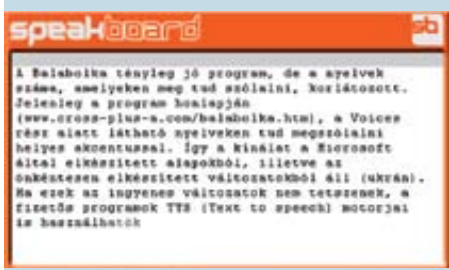 speakboard
sb
A Balabolka tényleg jó program, de a nyelvek
száma, amelyeken meg tud szólalni, korlátozott.
Jelenleg a program honlapján
(www.cross-plus-a.com/balabolka.htm), a Voices
rész alatt látható nyelveken tud megszólalni
helyes akcentussal. Így a kínálat a Microsoft
által elkészített alapokból, illetve az
önkéntesen elkészített változatokból áll (ukrán).
Ha ezek az ingyenes változatok nem tetszenek, a
fizetős programok TTS (Text to speech) motorjai
is használhatók